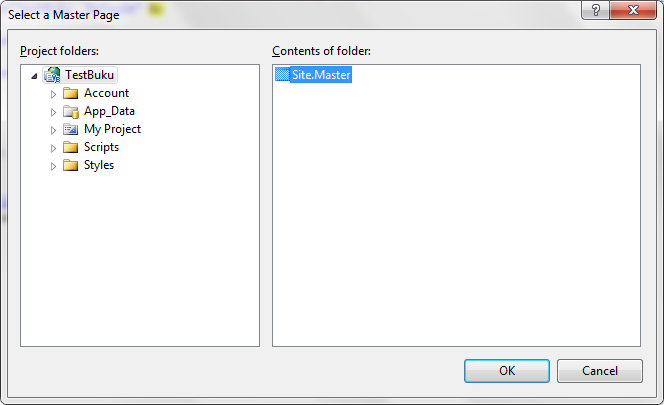 Select a Master Page
Project folders:
Contents of folder:
TestBuku
Account
App_Data
My Project
Scripts
Styles
Site.Master
OK
Cancel